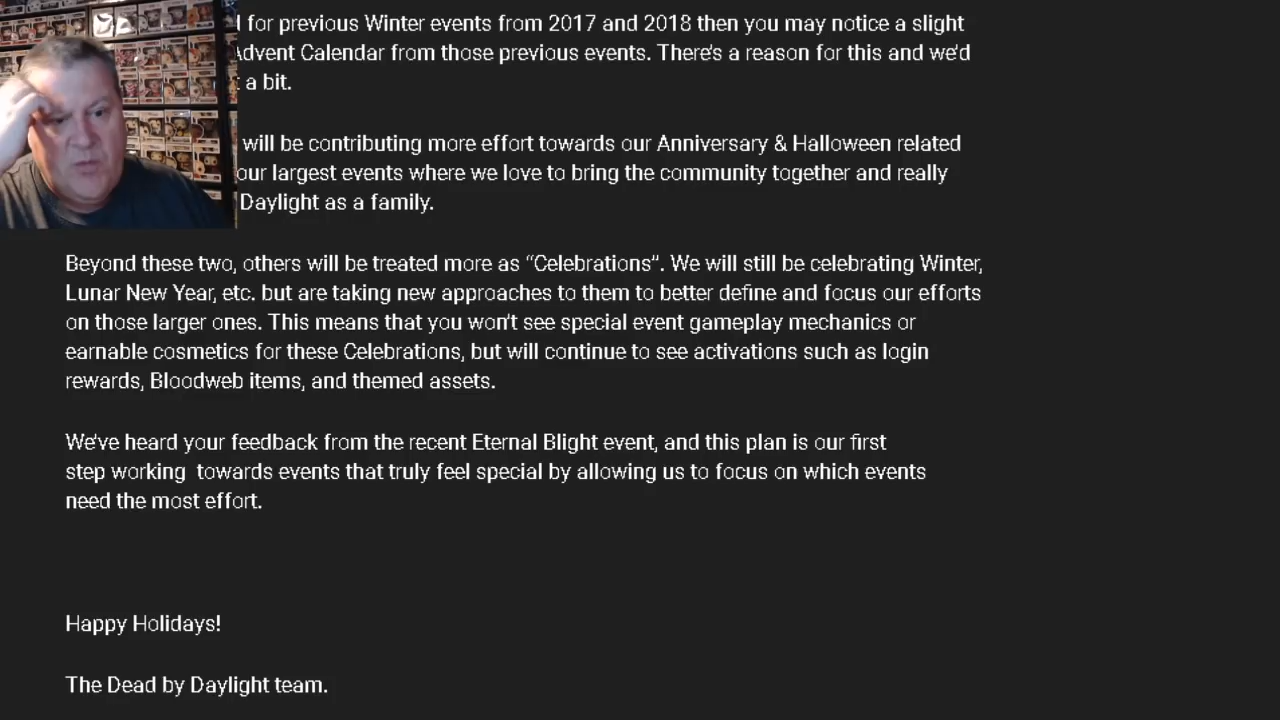 for previous Winter events from 2017 and 2018 then you may notice a slight
Advent Calendar from those previous events. There's a reason for this and we'd
a bit.
will be contributing more effort towards our Anniversary & Halloween related
our largest events where we love to bring the community together and really
Daylight as a family.
Beyond these two, others will be treated more as “Celebrations”. We will still be celebrating Winter,
Lunar New Year, etc. but are taking new approaches to them to better define and focus our efforts
on those larger ones. This means that you won't see special event gameplay mechanics or
earnable cosmetics for these Celebrations, but will continue to see activations such as login
rewards, Bloodweb items, and themed assets.
We've heard your feedback from the recent Eternal Blight event, and this plan is our first
step working  towards events that truly feel special by allowing us to focus on which events
need the most effort.
Happy Holidays!
The Dead by Daylight team.